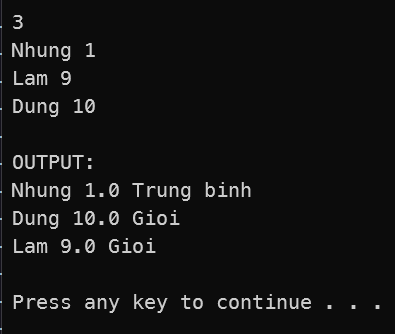 3
Nhung 1
Lam 9
Dung 10
OUTPUT:
Nhung 1.0 Trung binh
Dung 10.0 Gioi
Lam 9.0 Gioi
Press any key to continue . . .